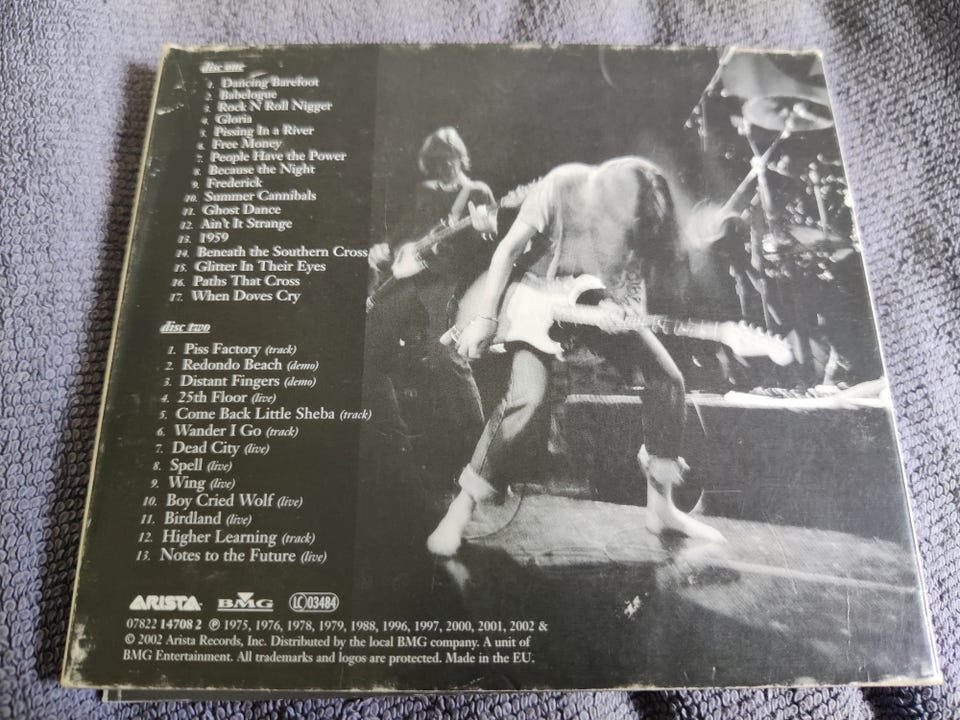 disc one
1. Dancing Barefoot
2. Babelogue
3. Rock N Roll Nigger
4. Gloria
5. Pissing In a River
6. Free Money
7. People Have the Power
8. Because the Night
9. Frederick
10. Summer Cannibals
11. Ghost Dance
12. Ain't It Strange
13. 1959
14. Beneath the Southern Cross
15. Glitter In Their Eyes
16. Paths That Cross
17. When Doves Cry
disc two
1. Piss Factory (track)
2. Redondo Beach (demo)
3. Distant Fingers (demo)
4. 25th Floor (live)
5. Come Back Little Sheba (track)
6. Wander I Go (track)
7. Dead City (live)
8. Spell (live)
9. Wing (live)
10. Boy Cried Wolf (live)
11. Birdland (live)
12. Higher Learning (track)
13. Notes to the Future (live)
ARISTA. BMG LC 03484
07822 14708 2 ℗ 1975, 1976, 1978, 1979, 1988, 1996, 1997, 2000, 2001, 2002 &
© 2002 Arista Records, Inc. Distributed by the local BMG company. A unit of
BMG Entertainment. All trademarks and logos are protected. Made in the EU.